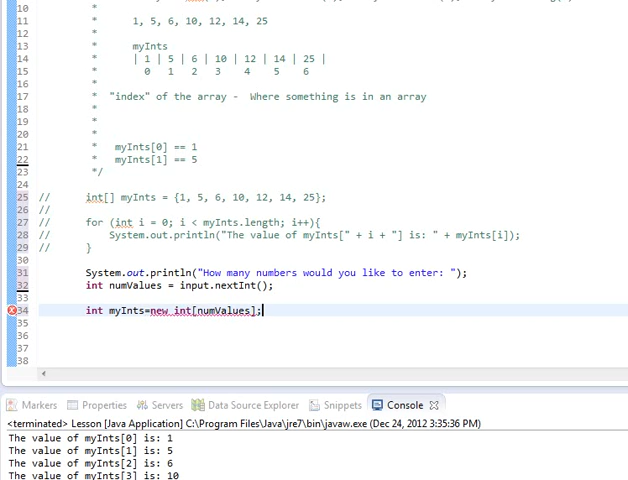 10 *
11 * 1, 5, 6, 10, 12, 14, 25
12 *
13 * myInts
14 * | 1 | 5 | 6 | 10 | 12 | 14 | 25 |
15 * 0 1 2 3 4 5 6
16 *
17 * "index" of the array - Where something is in an array
18 *
19 *
20 *
21 * myInts[0] == 1
22 * myInts[1] == 5
23 */
24
25 // int[] myInts = {1, 5, 6, 10, 12, 14, 25};
26 //
27 // for (int i = 0; i < myInts.length; i++){
28 // System.out.println("The value of myInts[" + i + "] is: " + myInts[i]);
29 // }
30
31 System.out.println("How many numbers would you like to enter: ");
32 int numValues = input.nextInt();
33
34 int myInts=new int[numValues];
35
36
37
38
Markers Properties Servers Data Source Explorer Snippets Console
<terminated> Lesson [Java Application] C:\Program Files\Java\jre7\bin\javaw.exe (Dec 24, 2012 3:35:36 PM)
The value of myInts[0] is: 1
The value of myInts[1] is: 5
The value of myInts[2] is: 6
The value of myInts[3] is: 10